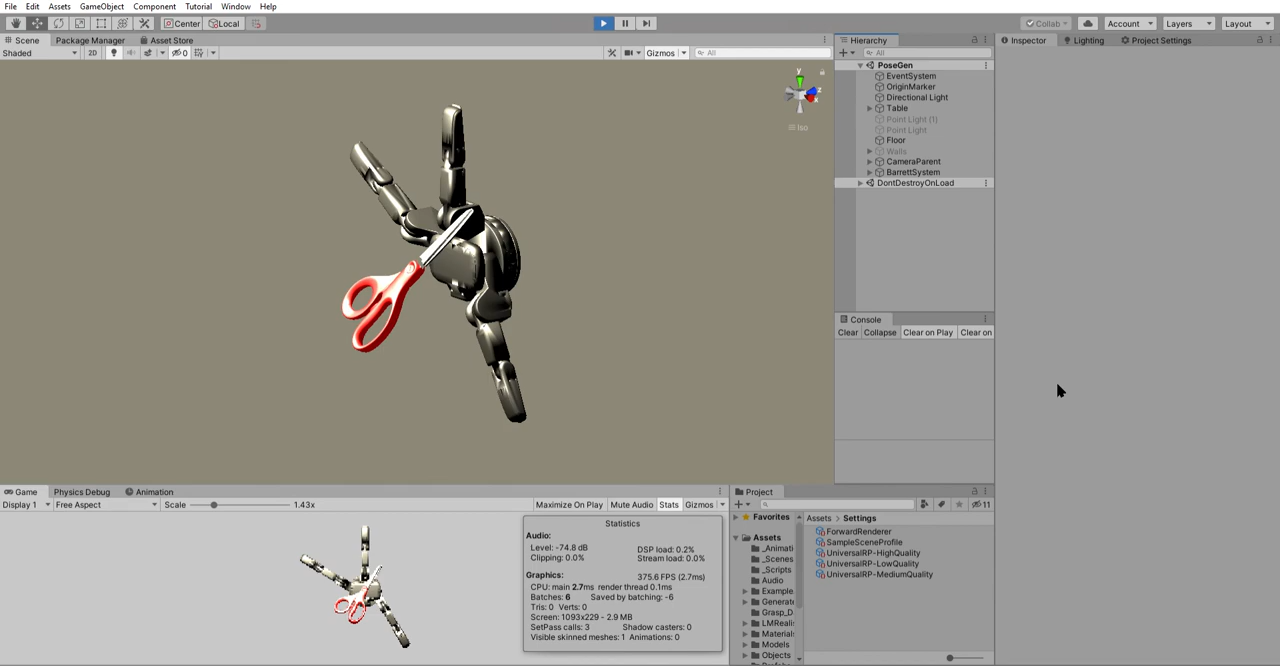 File Edit Assets GameObject Component Tutorial Window Help
Center Local Collab Account Layers Layout
Scene Package Manager Asset Store
Shaded 2D 0 Gizmos All
y
z
x
Iso
Hierarchy
All
PoseGen
EventSystem
OriginMarker
Directional Light
Table
Point Light (1)
Point Light
Floor
Walls
CameraParent
BarrettSystem
DontDestroyOnLoad
Console
Clear Collapse Clear on Play Clear on
Inspector Lighting Project Settings
Game Physics Debug Animation
Display 1 Free Aspect Scale 1.43x Maximize On Play Mute Audio Stats Gizmos
Statistics
Audio:
Level: -74.8 dB DSP load: 0.2%
Clipping: 0.0% Stream load: 0.0%
Graphics: 375.6 FPS (2.7ms)
CPU: main 2.7ms render thread 0.1ms
Batches: 6 Saved by batching: -6
Tris: 0 Verts: 0
Screen: 1093x229 - 2.9 MB
SetPass calls: 3 Shadow casters: 0
Visible skinned meshes: 1 Animations: 0
Project
11
Favorites
Assets
_Animati
_Scenes
_Scripts
Audio
Example
Generat
Grasp_D
LMReali
Material
Models
Objects
Assets > Settings
ForwardRenderer
SampleSceneProfile
UniversalRP-HighQuality
UniversalRP-LowQuality
UniversalRP-MediumQuality